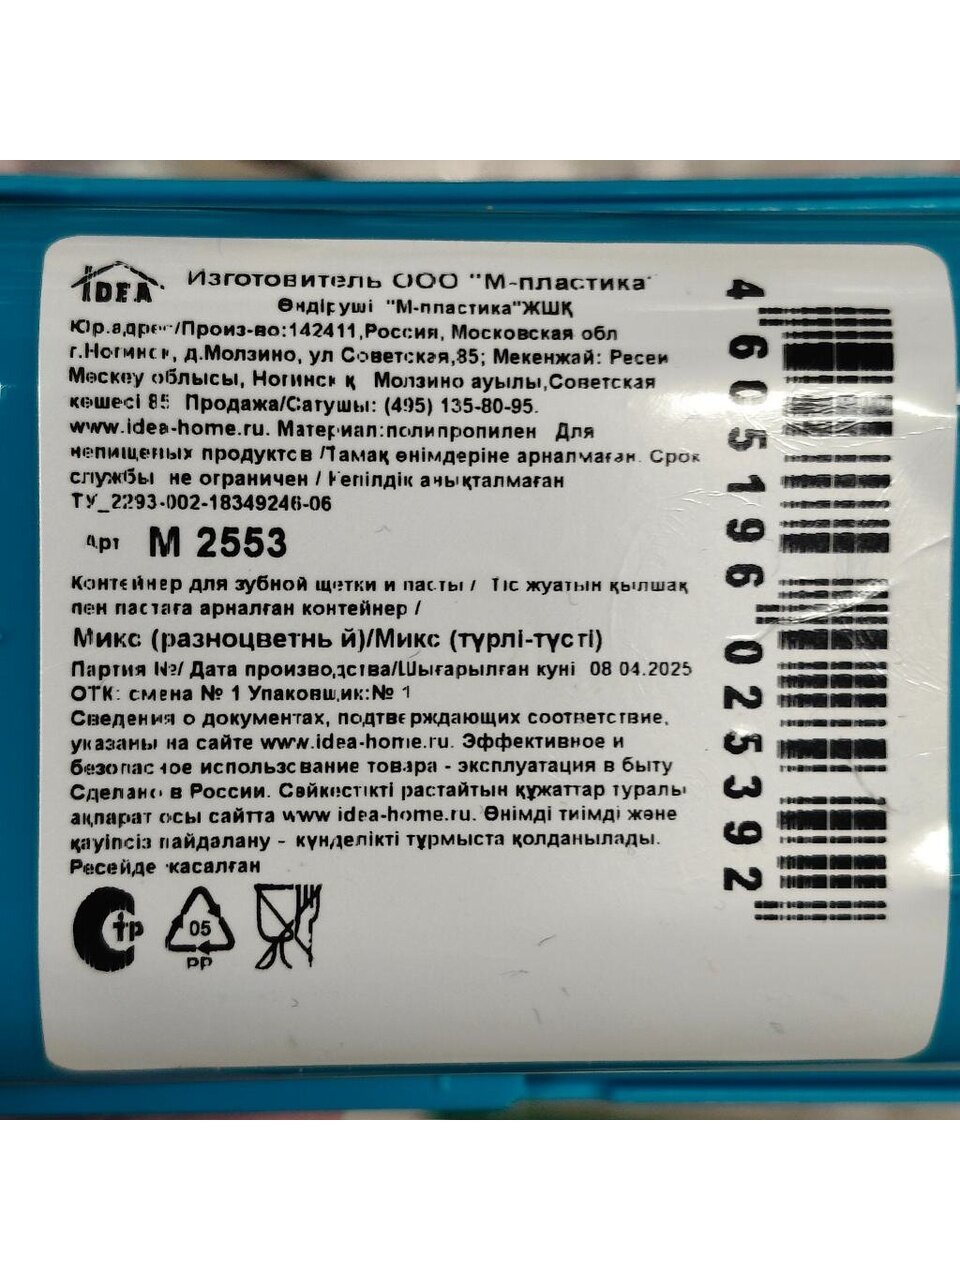 IDEA
Изготовитель ООО "М-пластика"
Өндіруші "М-пластика"ЖШҚ
Юр.адрес/Произ-во:142411,Россия, Московская обл
г.Ногинск, д.Молзино, ул Советская,85; Мекенжай: Ресей
Мәскеу облысы, Ногинск қ Молзино ауылы,Советская
көшесі 85 Продажа/Сатушы: (495) 135-80-95.
www.idea-home.ru. Материал:полипропилен Для
непищевых продуктов /Тамақ өнімдеріне арналмаған. Срок
службы не ограничен / Кепілдік анықталмаған
ТУ_2293-002-18349246-06
Арт М 2553
Контейнер для зубной щетки и пасты / Тіс жуатын қылшақ
пен пастаға арналған контейнер /
Микс (разноцветный)/Микс (түрлі-түсті)
Партия №/ Дата производства/Шығарылған күні 08 04.2025
ОТК: смена № 1 Упаковщик:№ 1
Сведения о документах, подтверждающих соответствие,
указаны на сайте www.idea-home.ru. Эффективное и
безопасное использование товара - эксплуатация в быту
Сделано в России. Сәйкестікті растайтын құжаттар туралы
ақпарат осы сайтта www idea-home.ru. Өнімді тиімді және
қауіпсіз пайдалану - күнделікті тұрмыста қолданылады.
Ресейде жасалған
тр
05
PP
4605196025392